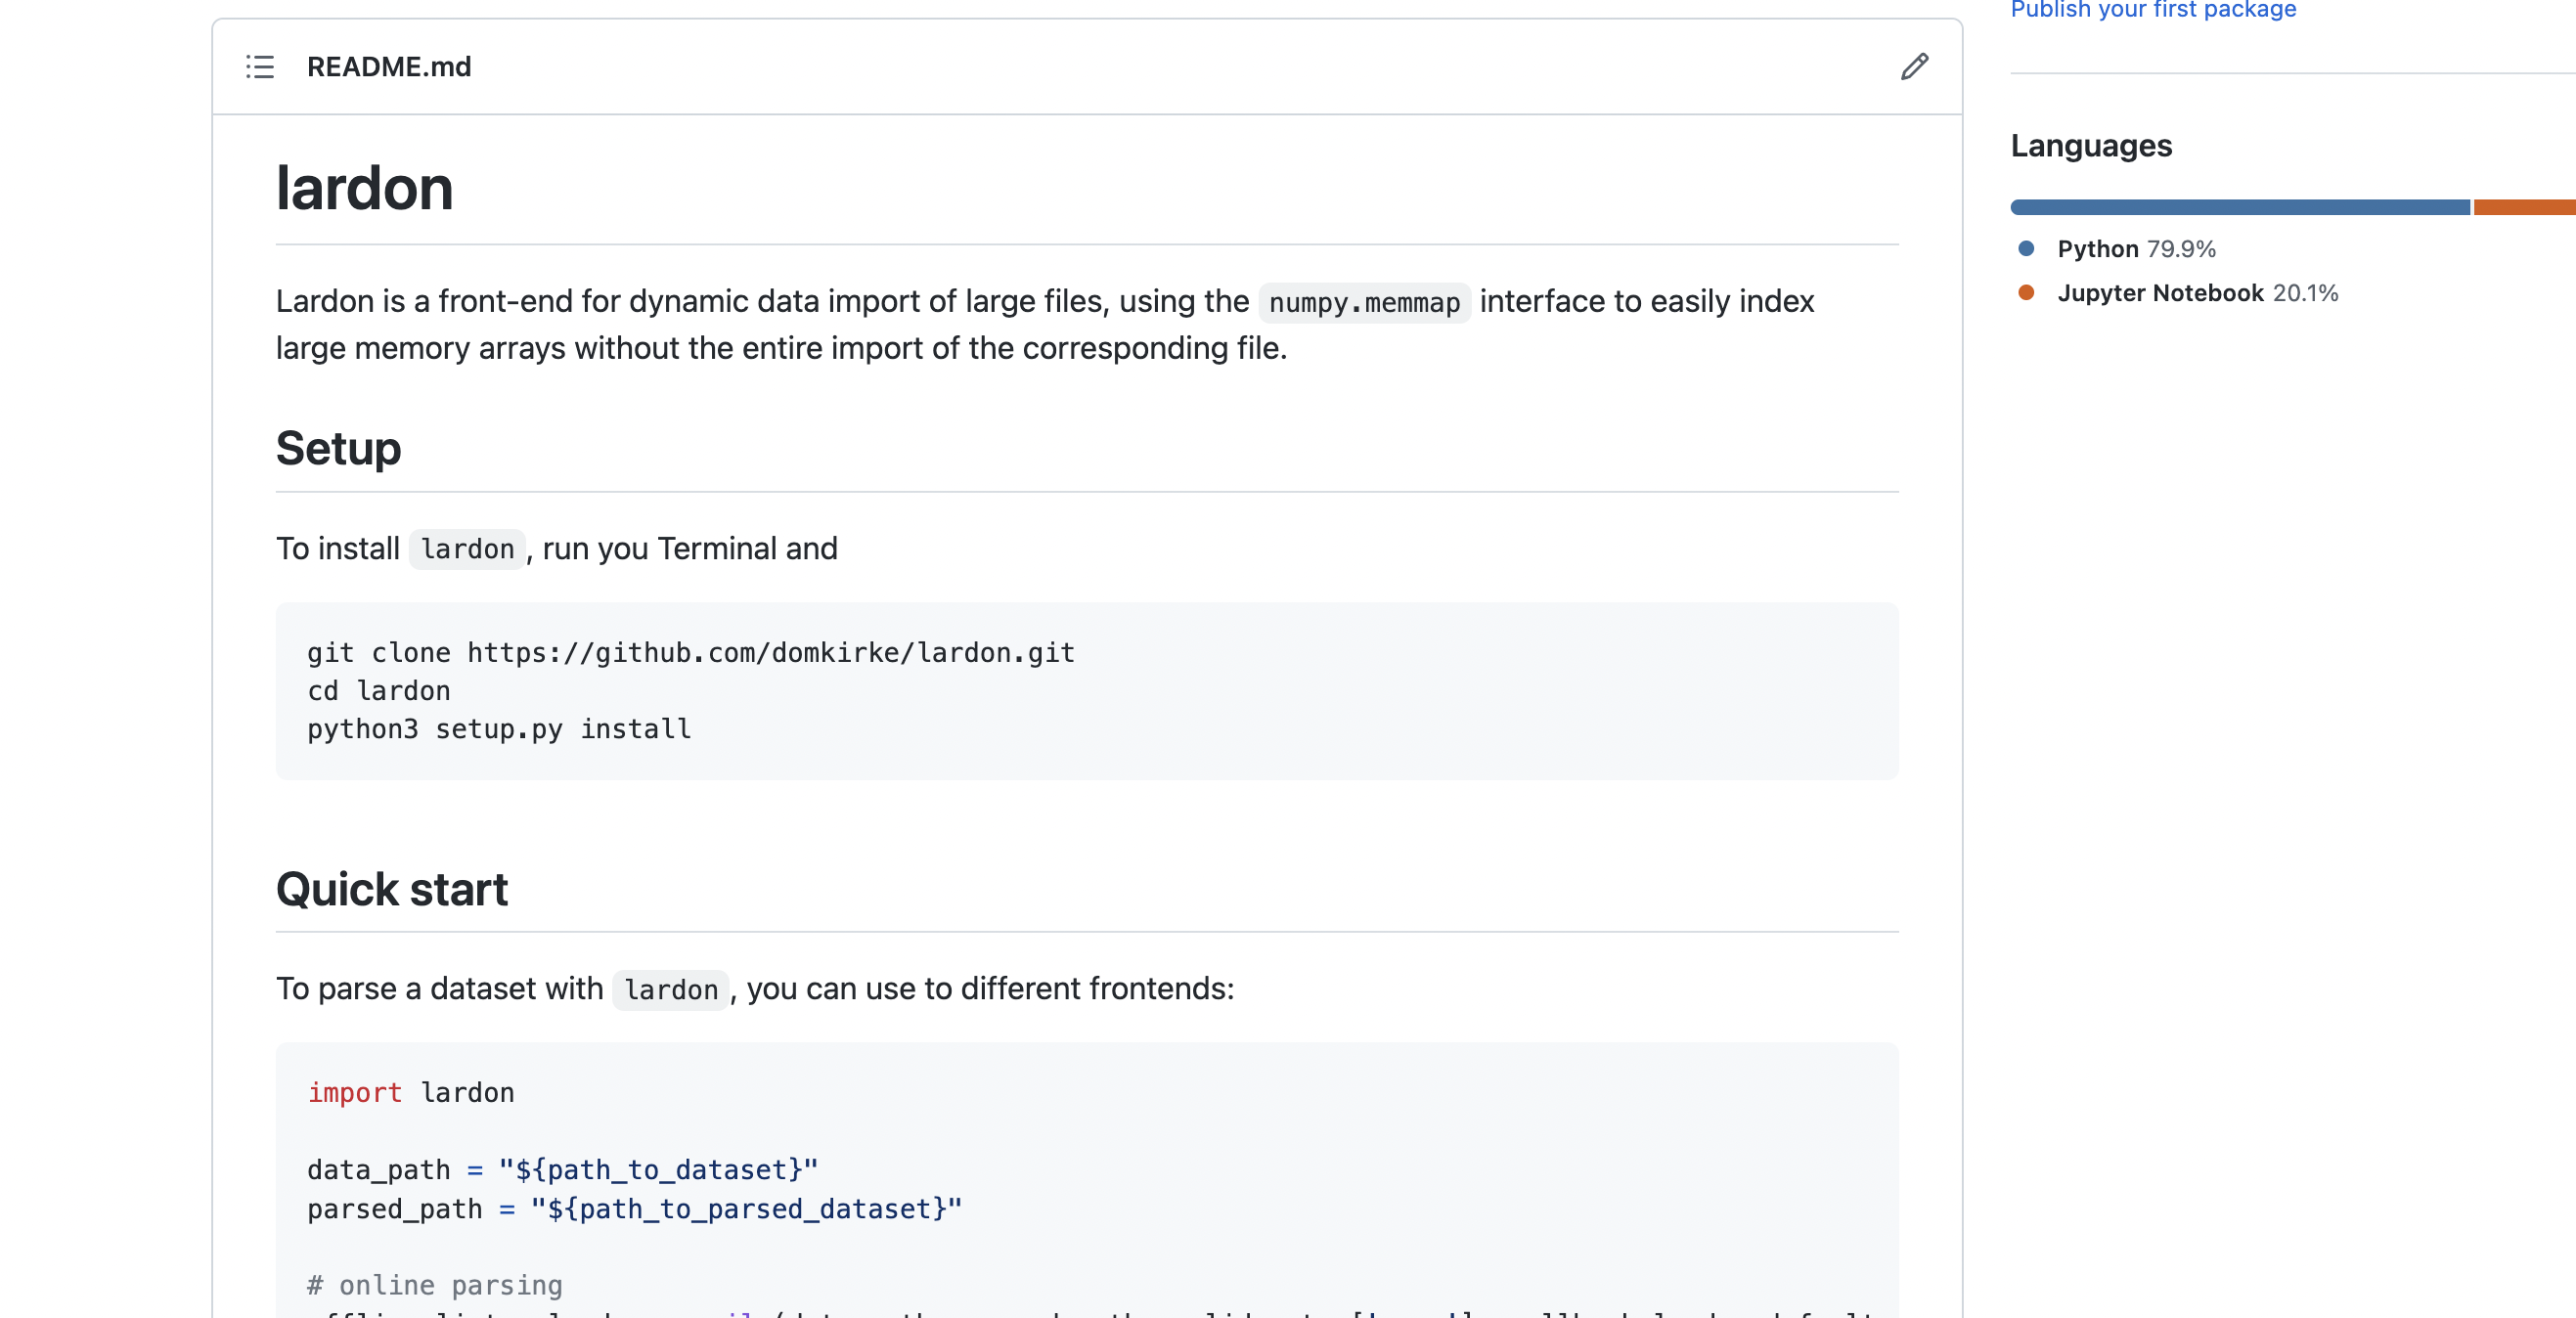 Publish your first package
README.md
lardon
Lardon is a front-end for dynamic data import of large files, using the numpy.memmap interface to easily index
large memory arrays without the entire import of the corresponding file.
Setup
To install lardon, run you Terminal and
git clone https://github.com/domkirke/lardon.git
cd lardon
python3 setup.py install
Quick start
To parse a dataset with lardon, you can use to different frontends:
import lardon
data_path = "${path_to_dataset}"
parsed_path = "${path_to_parsed_dataset}"
# online parsing
Languages
Python 79.9%
Jupyter Notebook 20.1%